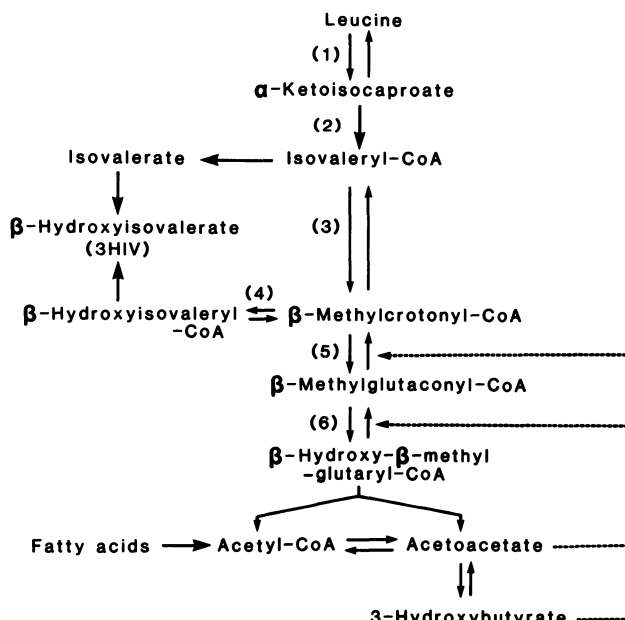 Leucine
(1)
α-Ketoisocaproate
(2)
Isovalerate
Isovaleryl-CoA
(3)
β-Hydroxyisovalerate
(3HIV)
(4)
β-Hydroxyisovaleryl
-CoA
β-Methylcrotonyl-CoA
(5)
β-Methylglutaconyl-CoA
(6)
β-Hydroxy-β-methyl
-glutaryl-CoA
Fatty acids
Acetyl-CoA
Acetoacetate
3-Hydroxybutyrate